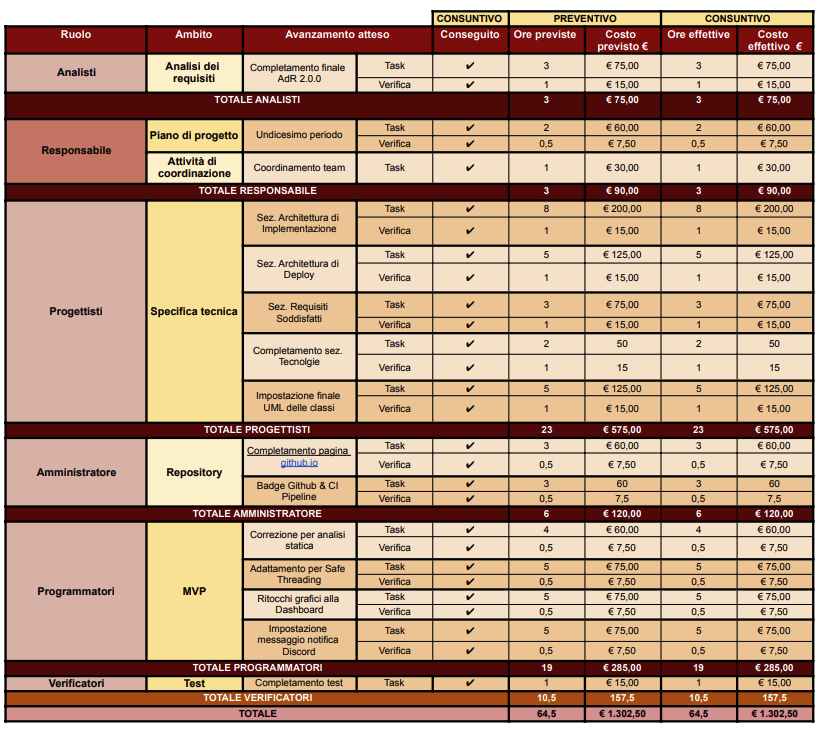 CONSUNTIVO PREVENTIVO CONSUNTIVO
Ruolo Ambito Avanzamento atteso Conseguito Ore previste Costo previsto € Ore effettive Costo effettivo €
Analisti Analisi dei requisiti Completamento finale AdR 2.0.0 Task ✔ 3 € 75,00 3 € 75,00
Verifica ✔ 1 € 15,00 1 € 15,00
TOTALE ANALISTI 3 € 75,00 3 € 75,00
Responsabile Piano di progetto Undicesimo periodo Task ✔ 2 € 60,00 2 € 60,00
Verifica ✔ 0,5 € 7,50 0,5 € 7,50
Attività di coordinazione Coordinamento team Task ✔ 1 € 30,00 1 € 30,00
TOTALE RESPONSABILE 3 € 90,00 3 € 90,00
Progettisti Specifica tecnica Sez. Architettura di Implementazione Task ✔ 8 € 200,00 8 € 200,00
Verifica ✔ 1 € 15,00 1 € 15,00
Sez. Architettura di Deploy Task ✔ 5 € 125,00 5 € 125,00
Verifica ✔ 1 € 15,00 1 € 15,00
Sez. Requisiti Soddisfatti Task ✔ 3 € 75,00 3 € 75,00
Verifica ✔ 1 € 15,00 1 € 15,00
Completamento sez. Tecnolgie Task ✔ 2 50 2 50
Verifica ✔ 1 15 1 15
Impostazione finale UML delle classi Task ✔ 5 € 125,00 5 € 125,00
Verifica ✔ 1 € 15,00 1 € 15,00
TOTALE PROGETTISTI 23 € 575,00 23 € 575,00
Amministratore Repository Completamento pagina github.io Task ✔ 3 € 60,00 3 € 60,00
Verifica ✔ 0,5 € 7,50 0,5 € 7,50
Badge Github & CI Pipeline Task ✔ 3 60 3 60
Verifica ✔ 0,5 7,5 0,5 7,5
TOTALE AMMINISTRATORE 6 € 120,00 6 € 120,00
Programmatori MVP Correzione per analisi statica Task ✔ 4 € 60,00 4 € 60,00
Verifica ✔ 0,5 € 7,50 0,5 € 7,50
Adattamento per Safe Threading Task ✔ 5 € 75,00 5 € 75,00
Verifica ✔ 0,5 € 7,50 0,5 € 7,50
Ritocchi grafici alla Dashboard Task ✔ 5 € 75,00 5 € 75,00
Verifica ✔ 0,5 € 7,50 0,5 € 7,50
Impostazione messaggio notifica Discord Task ✔ 5 € 75,00 5 € 75,00
Verifica ✔ 0,5 € 7,50 0,5 € 7,50
TOTALE PROGRAMMATORI 19 € 285,00 19 € 285,00
Verificatori Test Completamento test Task ✔ 1 € 15,00 1 € 15,00
TOTALE VERIFICATORI 10,5 157,5 10,5 157,5
TOTALE 64,5 € 1.302,50 64,5 € 1.302,50